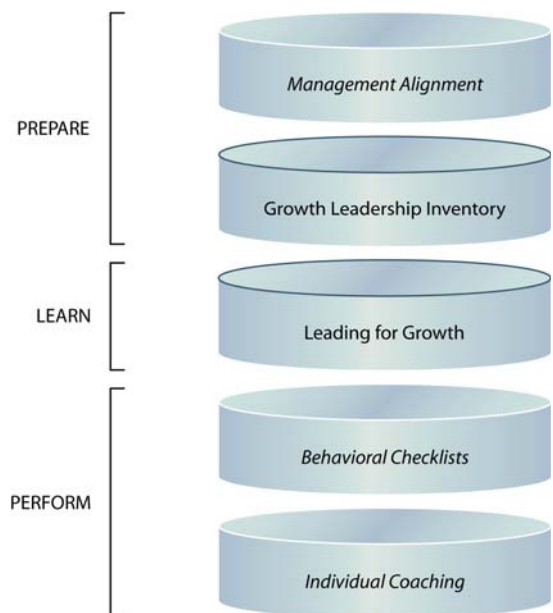 Management Alignment
PREPARE
Growth Leadership Inventory
LEARN
Leading for Growth
Behavioral Checklists
PERFORM
Individual Coaching